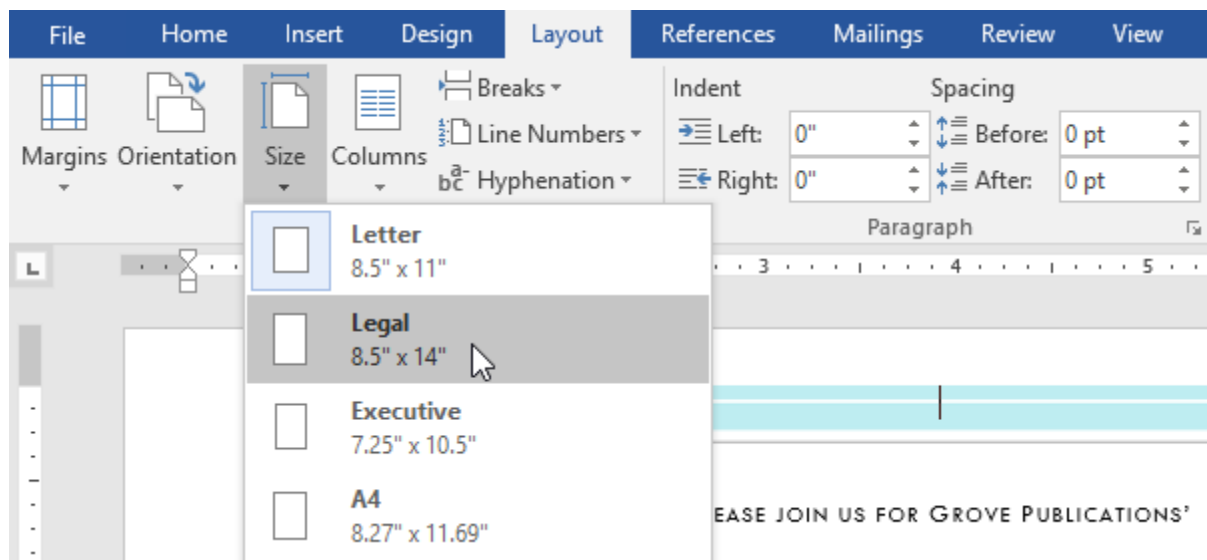 File Home Insert Design Layout References Mailings Review View
Margins
Orientation
Size
Columns
Breaks
Line Numbers
bc a- Hyphenation
Indent
Left: 0"
Right: 0"
Spacing
Before: 0 pt
After: 0 pt
Paragraph
L
3 4 5
Letter
8.5" x 11"
Legal
8.5" x 14"
Executive
7.25" x 10.5"
A4
8.27" x 11.69"
EASE JOIN US FOR GROVE PUBLICATIONS'